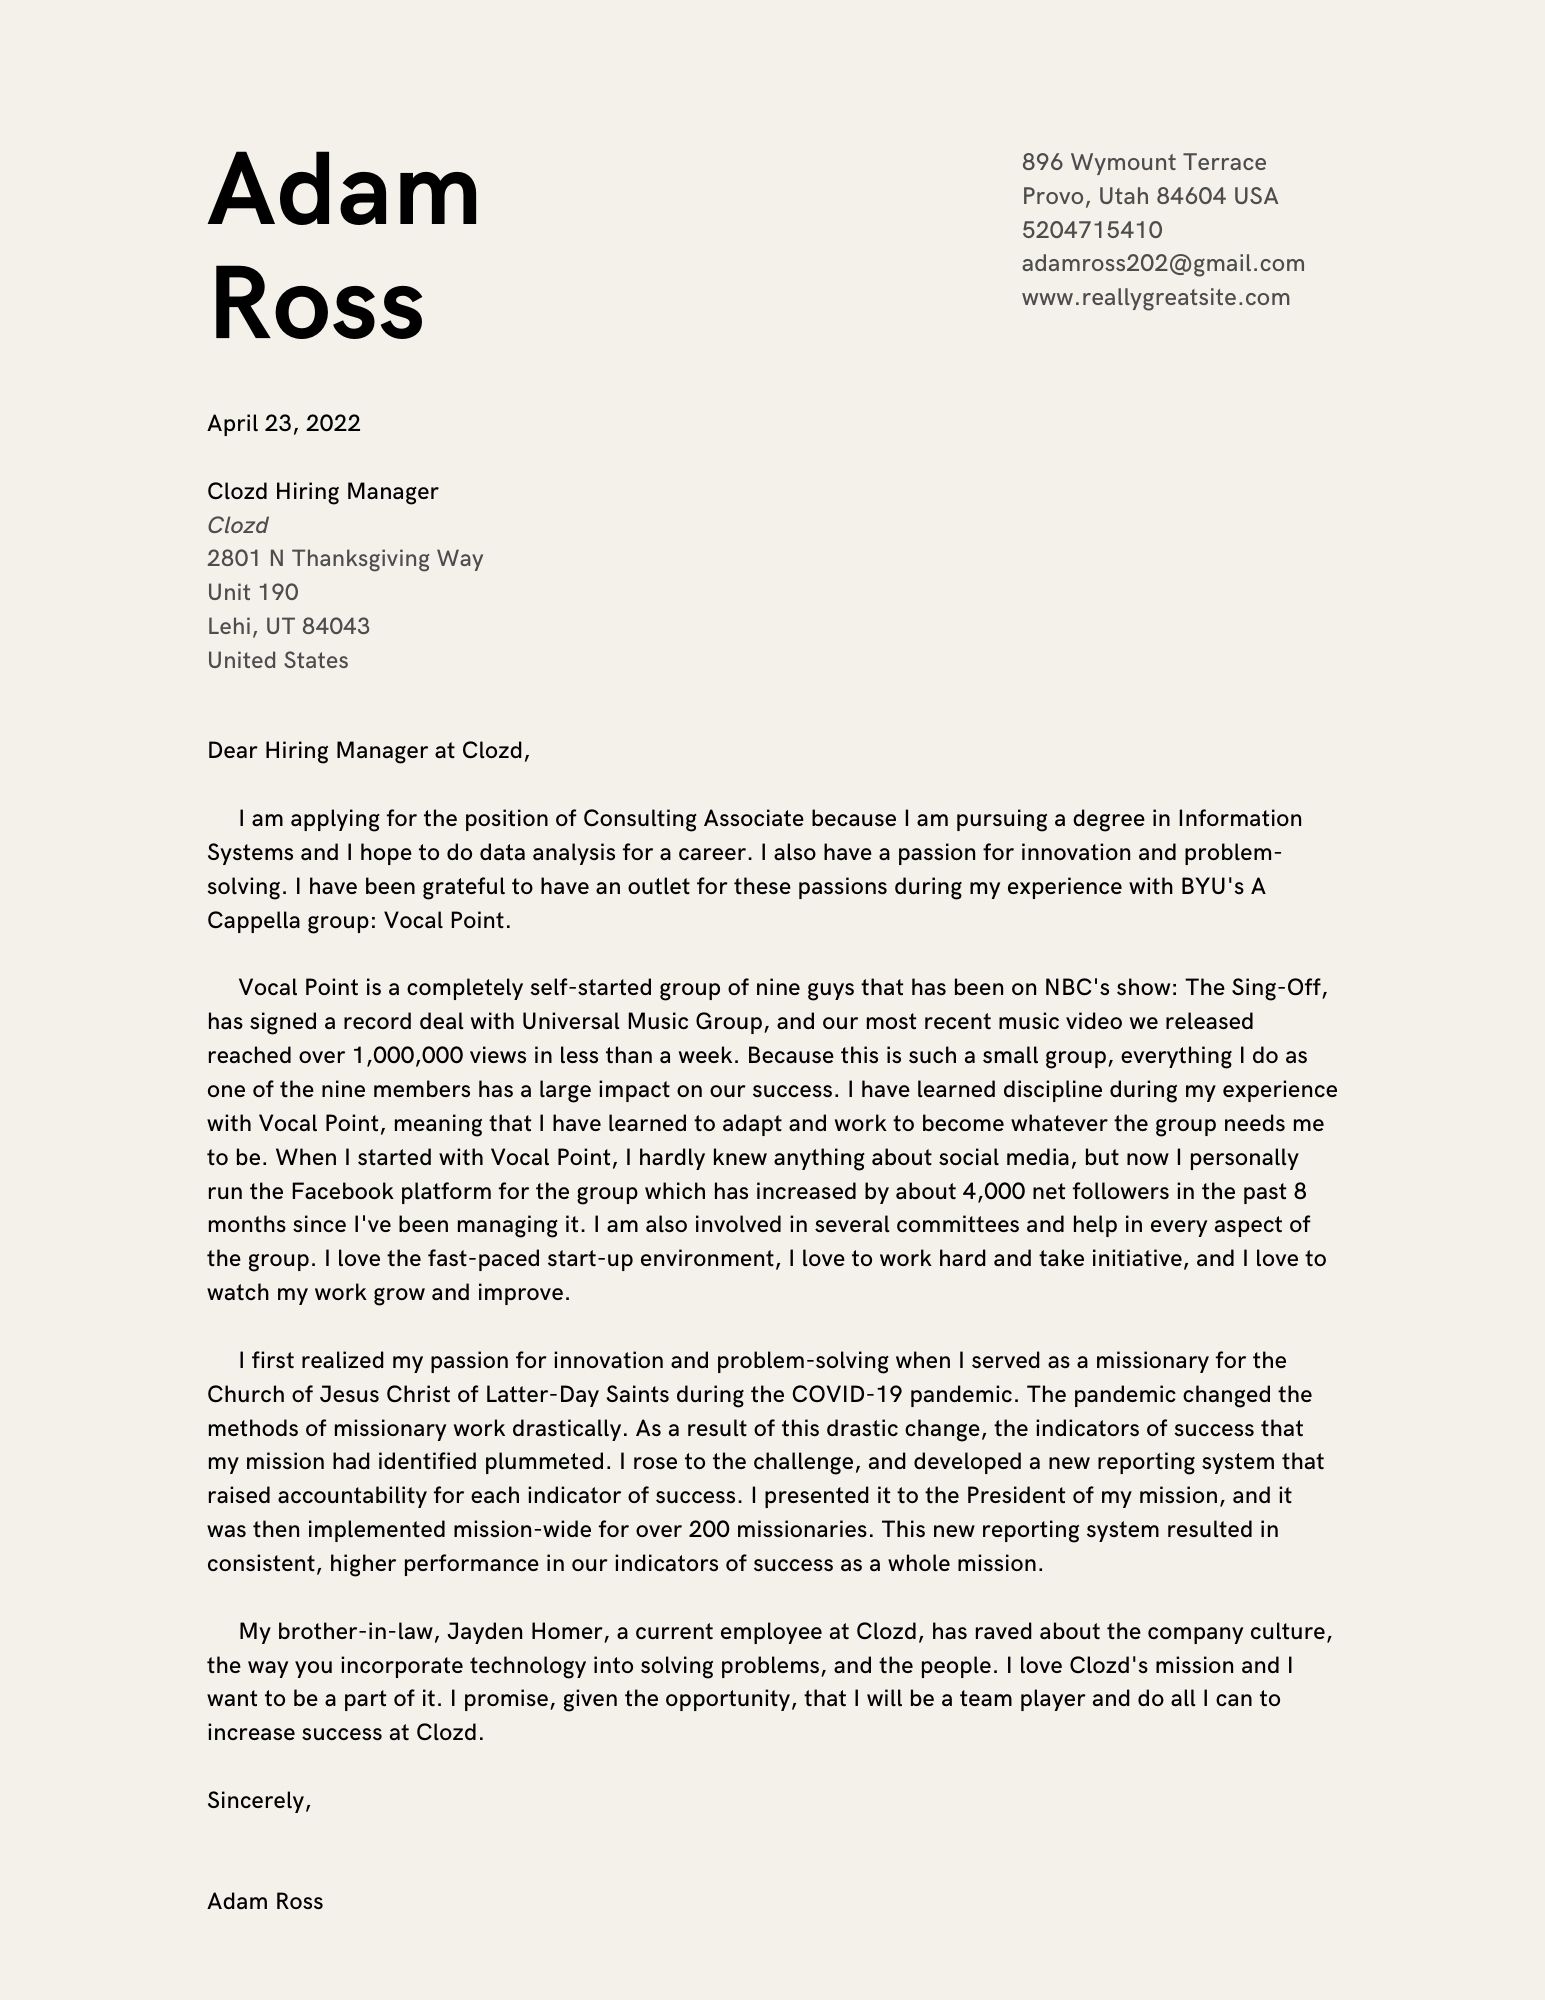 Adam
Ross
896 Wymount Terrace
Provo, Utah 84604 USA
5204715410
adamross202@gmail.com
www.reallygreatsite.com
April 23, 2022
Clozd Hiring Manager
Clozd
2801 N Thanksgiving Way
Unit 190
Lehi, UT 84043
United States
Dear Hiring Manager at Clozd,
I am applying for the position of Consulting Associate because I am pursuing a degree in Information
Systems and I hope to do data analysis for a career. I also have a passion for innovation and problem-
solving. I have been grateful to have an outlet for these passions during my experience with BYU's A
Cappella group: Vocal Point.
Vocal Point is a completely self-started group of nine guys that has been on NBC's show: The Sing-Off,
has signed a record deal with Universal Music Group, and our most recent music video we released
reached over 1,000,000 views in less than a week. Because this is such a small group, everything I do as
one of the nine members has a large impact on our success. I have learned discipline during my experience
with Vocal Point, meaning that I have learned to adapt and work to become whatever the group needs me
to be. When I started with Vocal Point, I hardly knew anything about social media, but now I personally
run the Facebook platform for the group which has increased by about 4,000 net followers in the past 8
months since I've been managing it. I am also involved in several committees and help in every aspect of
the group. I love the fast-paced start-up environment, I love to work hard and take initiative, and I love to
watch my work grow and improve.
I first realized my passion for innovation and problem-solving when I served as a missionary for the
Church of Jesus Christ of Latter-Day Saints during the COVID-19 pandemic. The pandemic changed the
methods of missionary work drastically. As a result of this drastic change, the indicators of success that
my mission had identified plummeted. I rose to the challenge, and developed a new reporting system that
raised accountability for each indicator of success. I presented it to the President of my mission, and it
was then implemented mission-wide for over 200 missionaries. This new reporting system resulted in
consistent, higher performance in our indicators of success as a whole mission.
My brother-in-law, Jayden Homer, a current employee at Clozd, has raved about the company culture,
the way you incorporate technology into solving problems, and the people. I love Clozd's mission and I
want to be a part of it. I promise, given the opportunity, that I will be a team player and do all I can to
increase success at Clozd.
Sincerely,
Adam Ross